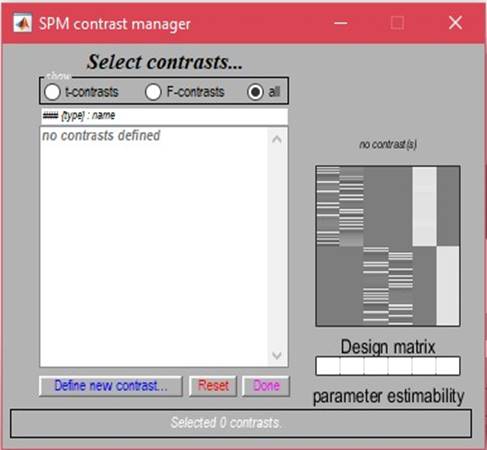 SPM contrast manager
Select contrasts...
show
t-contrasts F-contrasts all
### {type} : name
no contrasts defined
no contrast(s)
Design matrix
Define new contrast... Reset Done
parameter estimability
Selected 0 contrasts.